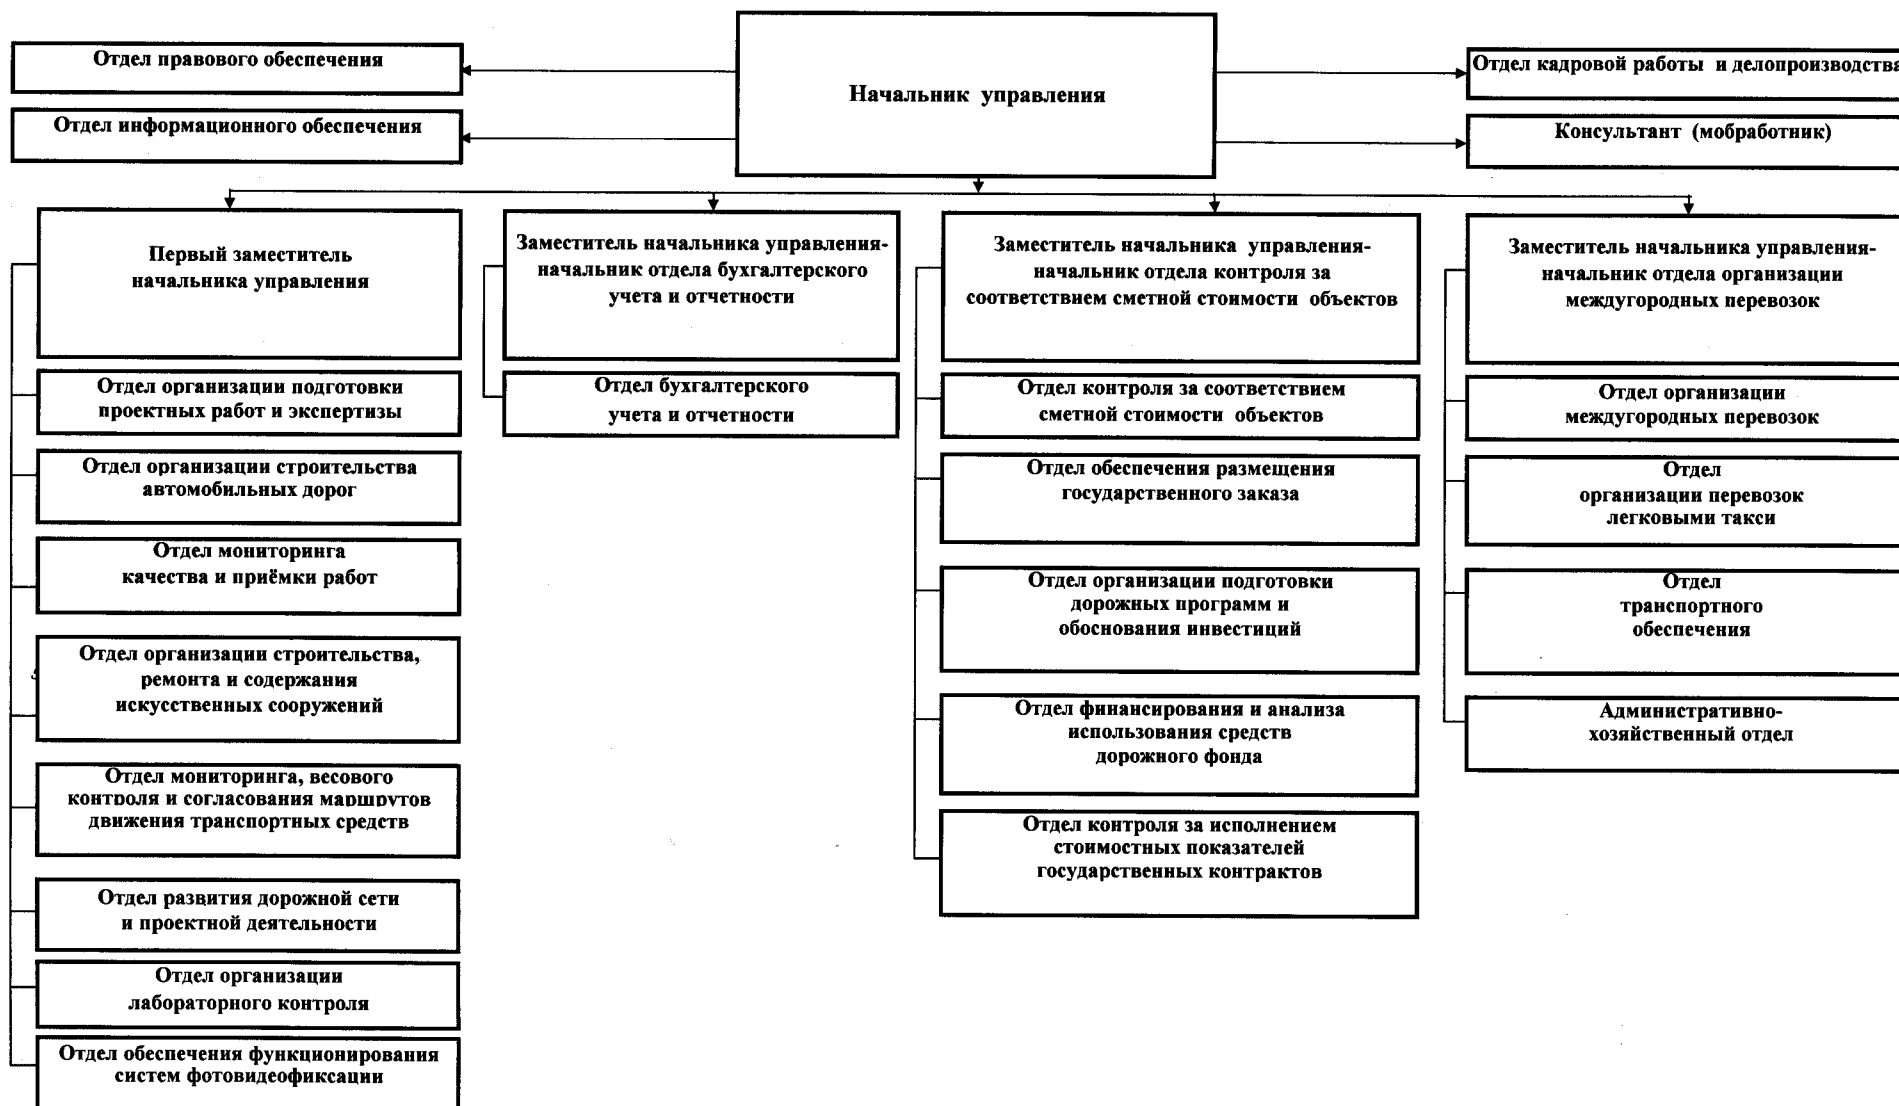 Начальник управления
Отдел правового обеспечения
Отдел информационного обеспечения
Отдел кадровой работы и делопроизводства
Консультант (мобработник)
Первый заместитель
начальника управления
Отдел организации подготовки
проектных работ и экспертизы
Отдел организации строительства
автомобильных дорог
Отдел мониторинга
качества и приёмки работ
Отдел организации строительства,
ремонта и содержания
искусственных сооружений
Отдел мониторинга, весового
контроля и согласования маршрутов
движения транспортных средств
Отдел развития дорожной сети
и проектной деятельности
Отдел организации
лабораторного контроля
Отдел обеспечения функционирования
систем фотовидеофиксации
Заместитель начальника управления-
начальник отдела бухгалтерского
учета и отчетности
Отдел бухгалтерского
учета и отчетности
Заместитель начальника управления-
начальник отдела контроля за
соответствием сметной стоимости объектов
Отдел контроля за соответствием
сметной стоимости объектов
Отдел обеспечения размещения
государственного заказа
Отдел организации подготовки
дорожных программ и
обоснования инвестиций
Отдел финансирования и анализа
использования средств
дорожного фонда
Отдел контроля за исполнением
стоимостных показателей
государственных контрактов
Заместитель начальника управления-
начальник отдела организации
междугородных перевозок
Отдел организации
междугородных перевозок
Отдел
организации перевозок
легковыми такси
Отдел
транспортного
обеспечения
Административно-
хозяйственный отдел